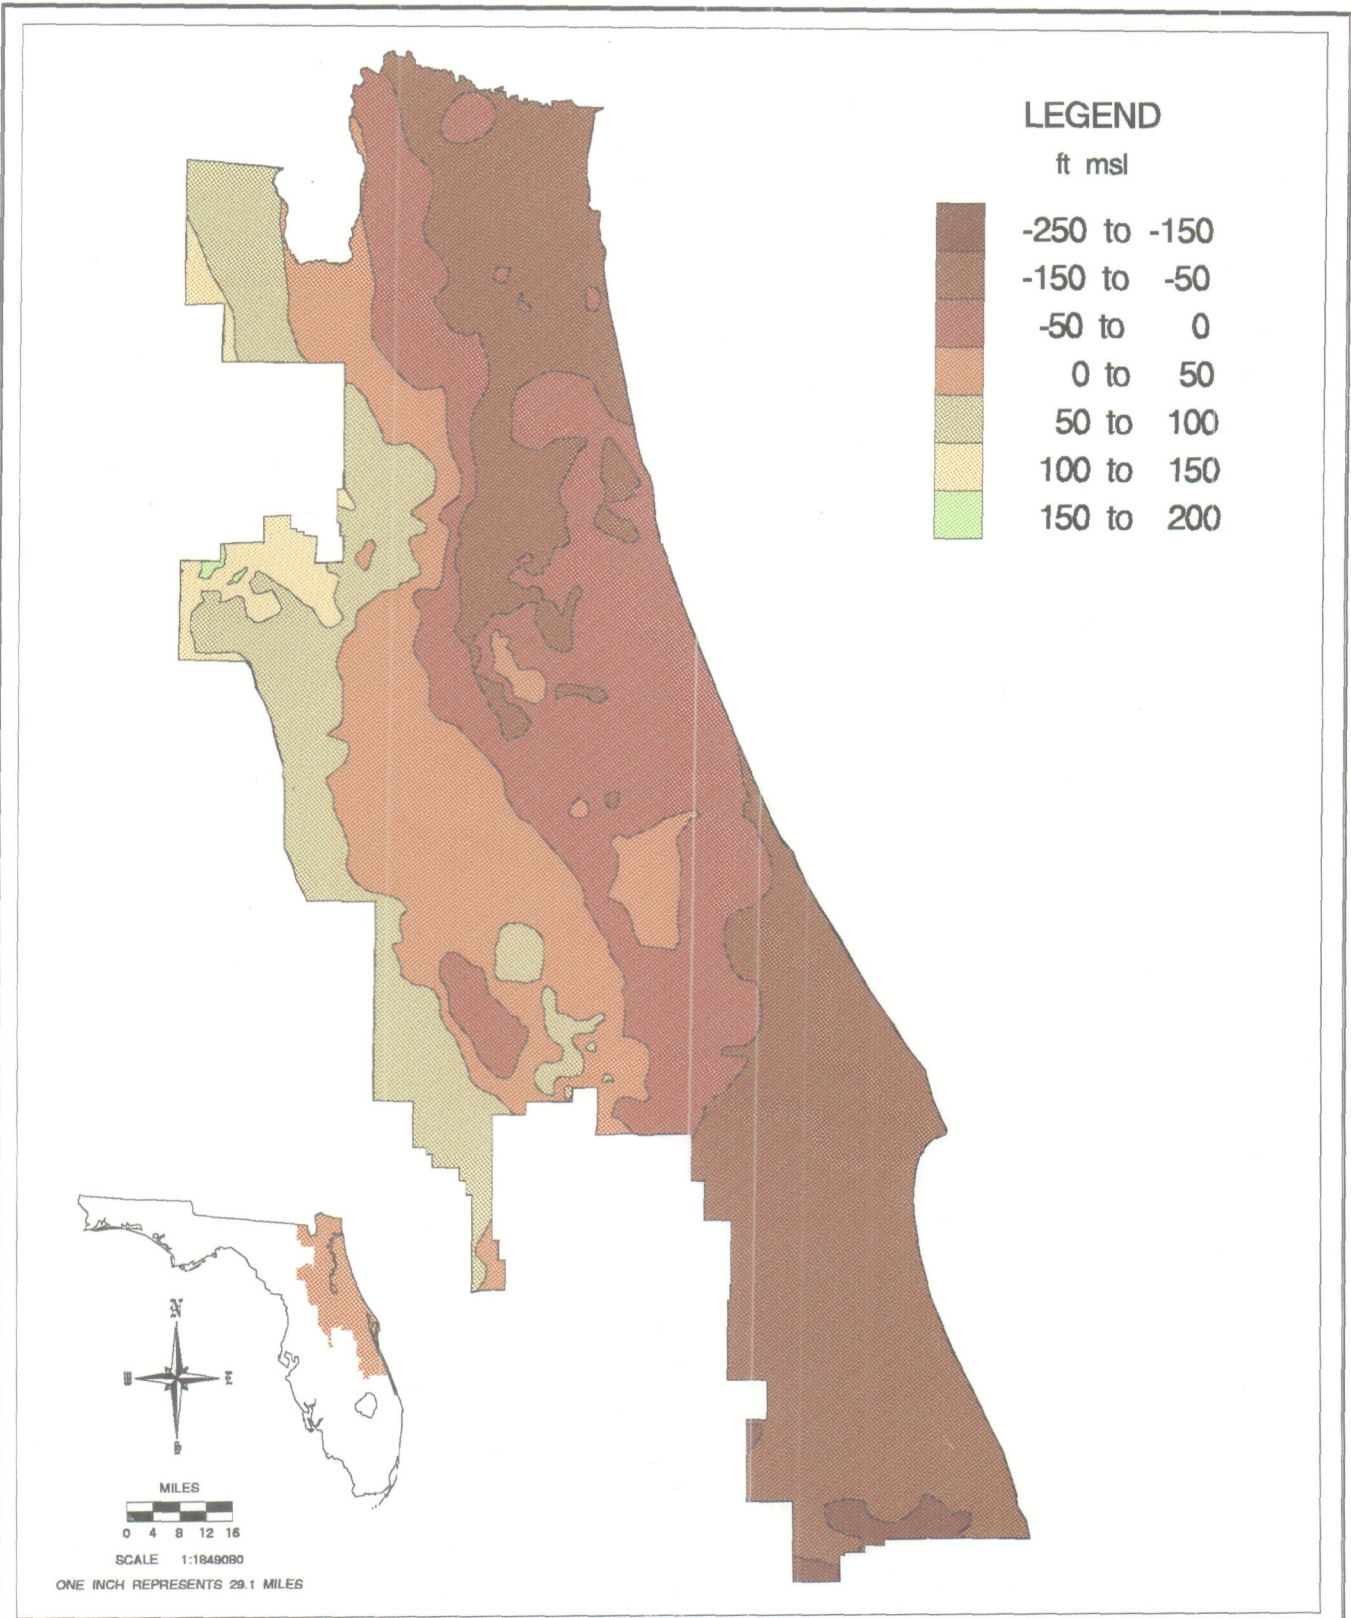 LEGEND
ft msl
-250 to -150
-150 to -50
-50 to 0
0 to 50
50 to 100
100 to 150
150 to 200
N
W E
S
MILES
0 4 8 12 16
SCALE 1:1849080
ONE INCH REPRESENTS 29.1 MILES